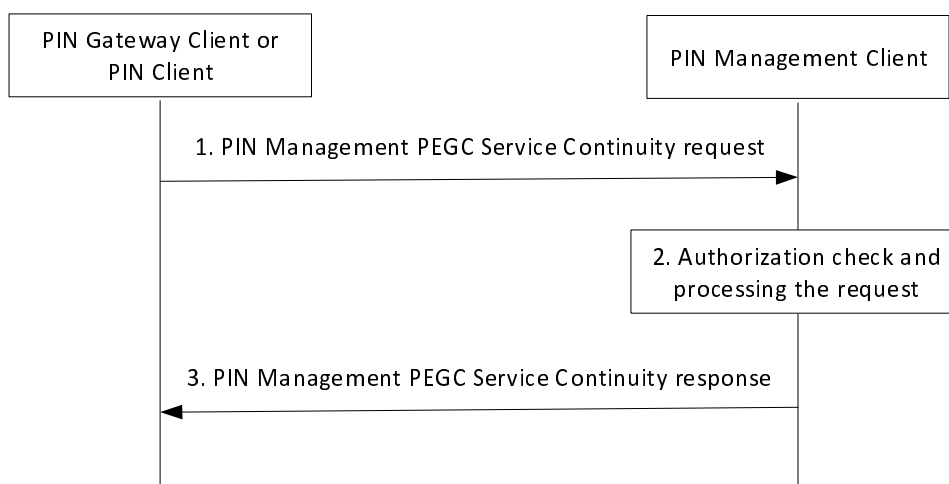 PIN Gateway Client or
PIN Client
PIN Management Client
1. PIN Management PEGC Service Continuity request
2. Authorization check and
processing the request
3. PIN Management PEGC Service Continuity response